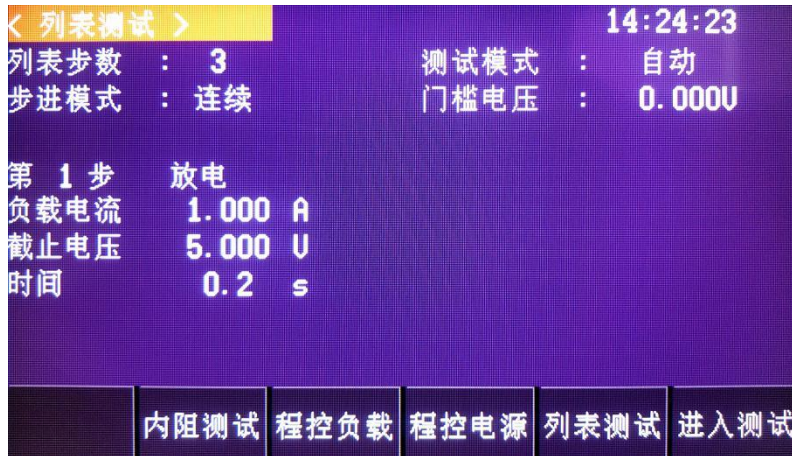 < 列表测试 > 14:24:23
列表步数 : 3 测试模式 : 自动
步进模式 : 连续 门槛电压 : 0.000V
第 1 步 放电
负载电流 1.000 A
截止电压 5.000 V
时间 0.2 s
内阻测试 程控负载 程控电源 列表测试 进入测试